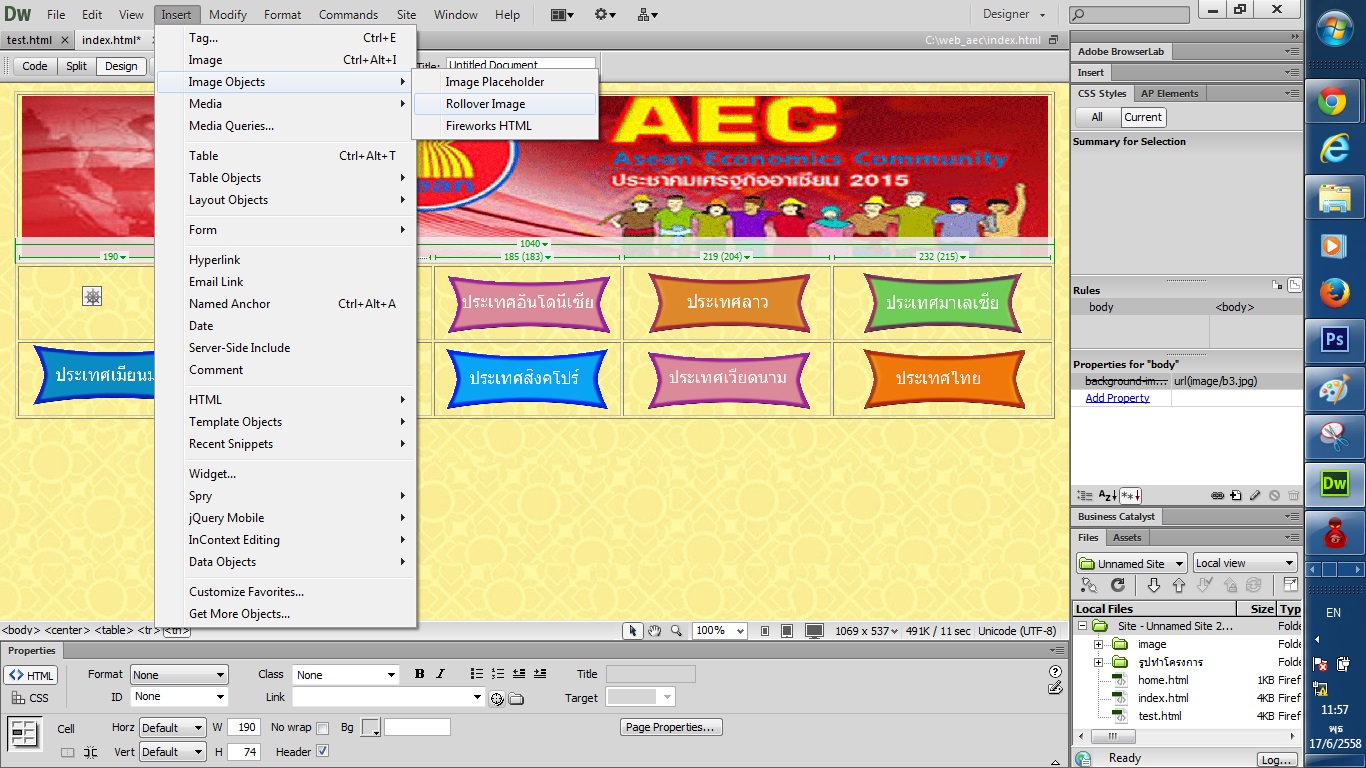 Dw File Edit View Insert Modify Format Commands Site Window Help Designer
test.html index.html* C:\web_aec\index.html
Code Split Design Title: Untitled Document
Tag... Ctrl+E
Image Ctrl+Alt+I
Image Objects
Media
Media Queries...
Table Ctrl+Alt+T
Table Objects
Layout Objects
Form
Hyperlink
Email Link
Named Anchor Ctrl+Alt+A
Date
Server-Side Include
Comment
HTML
Template Objects
Recent Snippets
Widget...
Spry
jQuery Mobile
InContext Editing
Data Objects
Customize Favorites...
Get More Objects...
Image Placeholder
Rollover Image
Fireworks HTML
AEC
Asean Economics Community
ประชาคมเศรฐกิจอาเซียน 2015
1040
190 185 (183) 219 (204) 232 (215)
ประเทศอินโดนีเซีย ประเทศลาว ประเทศมาเลเซีย
ประเทศเมียนม ประเทศสิงคโปร์ ประเทศเวียดนาม ประเทศไทย
<body> <center> <table> <tr> <th> 100% 1069 x 537 491K / 11 sec Unicode (UTF-8)
Properties
HTML Format None Class None B I Title
CSS ID None Link Target
Cell Horz Default W 190 No wrap Bg Page Properties...
Vert Default H 74 Header
Adobe BrowserLab
Insert
CSS Styles AP Elements
All Current
Summary for Selection
Rules
body <body>
Properties for "body"
background-im... url(image/b3.jpg)
Add Property
Business Catalyst
Files Assets
Unnamed Site Local view
Local Files Size Typ
Site - Unnamed Site 2... Folde
image Folde
รูปทำโครงการ Folde
home.html 1KB Firef
index.html 4KB Firef
test.html 4KB Firef
Ready Log...
Ps
Dw
EN
11:57
พุธ
17/6/2558